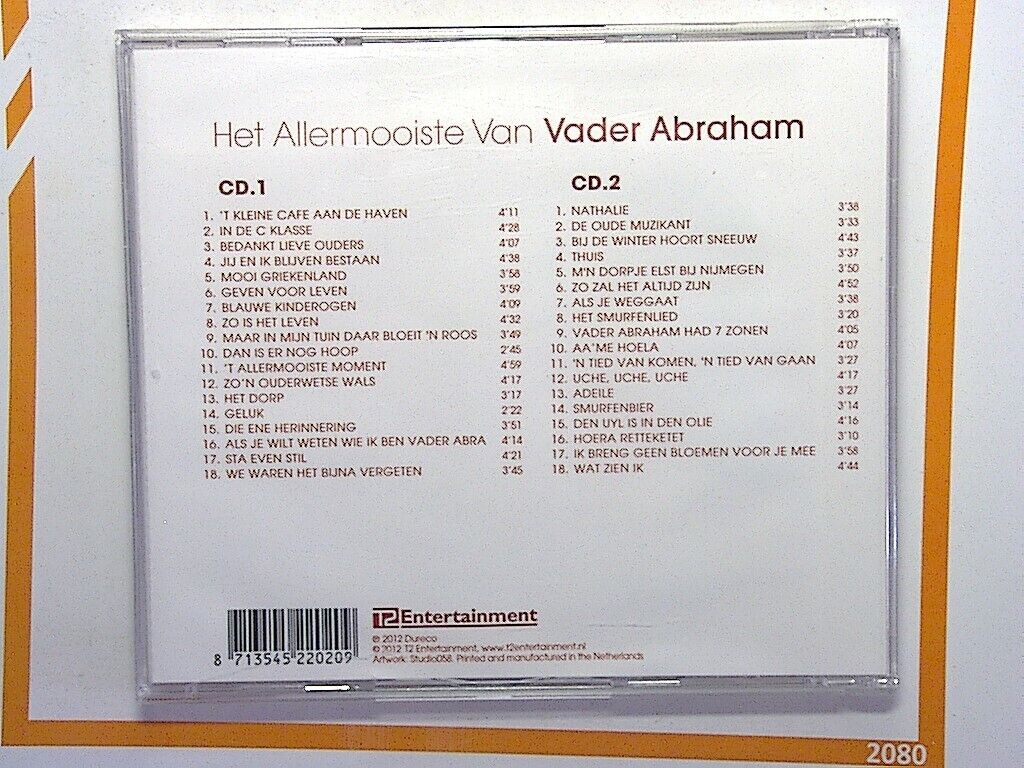 Het Allermooiste Van Vader Abraham
CD.1
1. 'T KLEINE CAFE AAN DE HAVEN 4'11
2. IN DE C KLASSE 4'28
3. BEDANKT LIEVE OUDERS 4'07
4. JIJ EN IK BLIJVEN BESTAAN 4'38
5. MOOI GRIEKENLAND 3'58
6. GEVEN VOOR LEVEN 3'59
7. BLAUWE KINDEROGEN 4'09
8. ZO IS HET LEVEN 4'32
9. MAAR IN MIJN TUIN DAAR BLOEIT 'N ROOS 3'49
10. DAN IS ER NOG HOOP 2'45
11. 'T ALLERMOOISTE MOMENT 4'59
12. ZO'N OUDERWETSE WALS 4'17
13. HET DORP 3'17
14. GELUK 2'22
15. DIE ENE HERINNERING 3'51
16. ALS JE WILT WETEN WIE IK BEN VADER ABRA 4'14
17. STA EVEN STIL 4'21
18. WE WAREN HET BIJNA VERGETEN 3'45
CD.2
1. NATHALIE 3'38
2. DE OUDE MUZIKANT 3'33
3. BIJ DE WINTER HOORT SNEEUW 4'43
4. THUIS 3'37
5. M'N DORPJE ELST BIJ NIJMEGEN 3'50
6. ZO ZAL HET ALTIJD ZIJN 4'52
7. ALS JE WEGGAAT 3'38
8. HET SMURFENLIED 3'20
9. VADER ABRAHAM HAD 7 ZONEN 4'05
10. AA'ME HOELA 4'07
11. 'N TIED VAN KOMEN, 'N TIED VAN GAAN 3'27
12. UCHE, UCHE, UCHE 4'17
13. ADEILE 3'27
14. SMURFENBIER 3'14
15. DEN UYL IS IN DEN OLIE 4'16
16. HOERA RETTEKETET 3'10
17. IK BRENG GEEN BLOEMEN VOOR JE MEE 3'58
18. WAT ZIEN IK 4'44
8 713545 220209
T2 Entertainment
℗ 2012 Dureco
© 2012 T2 Entertainment, www.t2entertainment.nl
Artwork: Studio058. Printed and manufactured in the Netherlands
2080